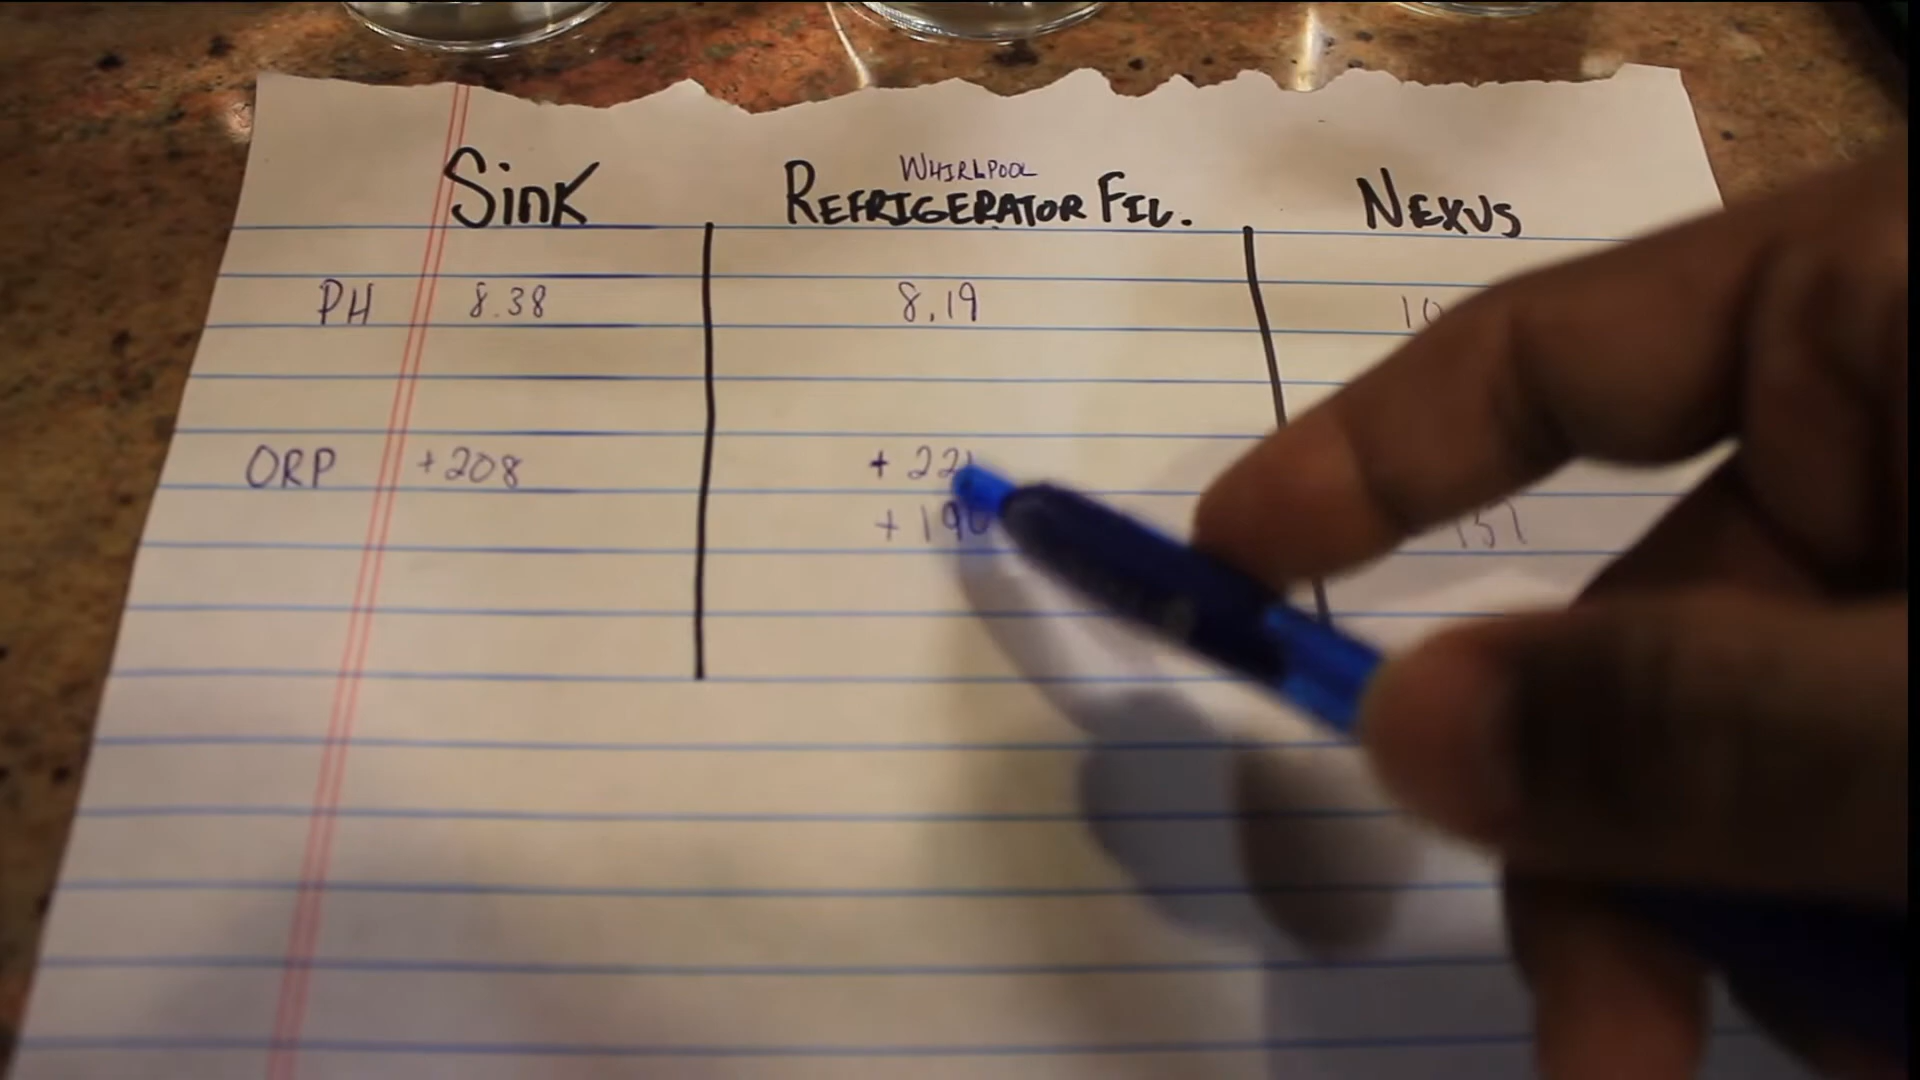 WHIRLPOOL
Sink REFRIGERATOR FIL. NEXUS
PH 8.38 8.19
ORP +208